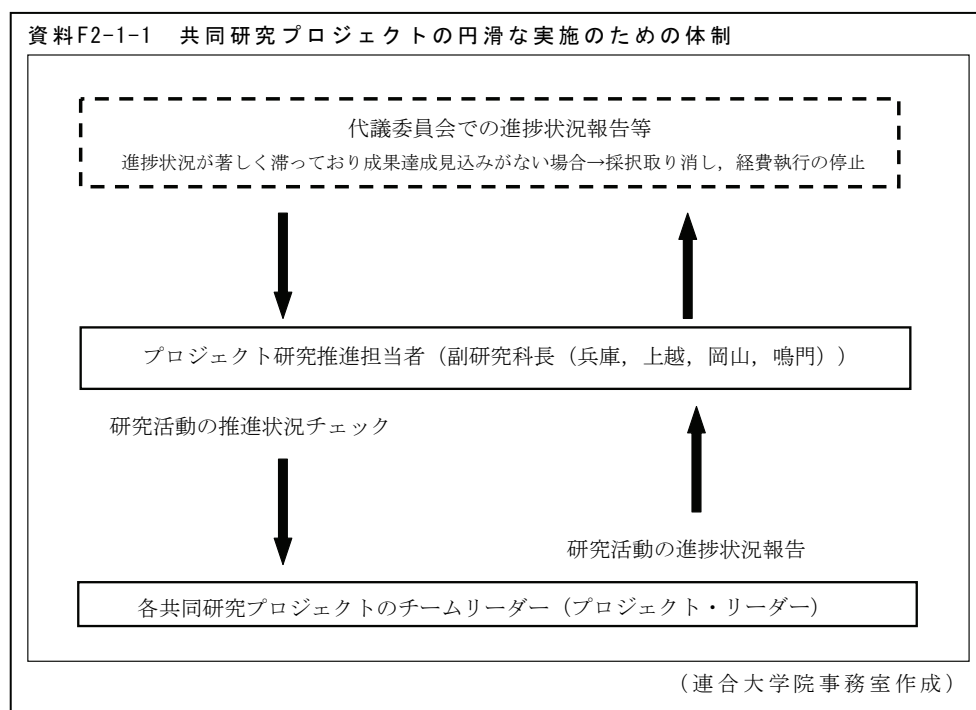 資料F2-1-1 共同研究プロジェクトの円滑な実施のための体制
代議委員会での進捗状況報告等
進捗状況が著しく滞っており成果達成見込みがない場合→採択取り消し，経費執行の停止
プロジェクト研究推進担当者（副研究科長（兵庫，上越，岡山，鳴門））
研究活動の推進状況チェック
研究活動の進捗状況報告
各共同研究プロジェクトのチームリーダー（プロジェクト・リーダー）
（連合大学院事務室作成）